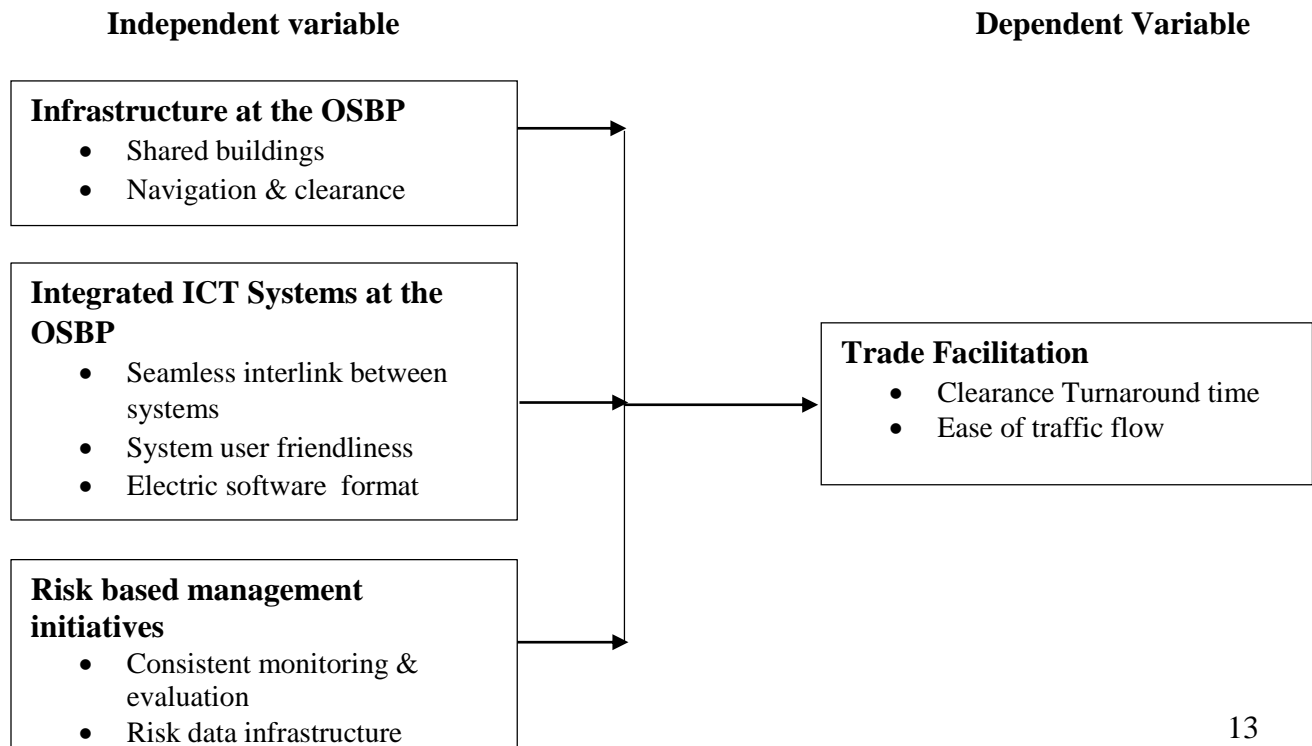 Independent variable
Dependent Variable
Infrastructure at the OSBP
• Shared buildings
• Navigation & clearance
Integrated ICT Systems at the
OSBP
• Seamless interlink between
systems
• System user friendliness
• Electric software format
Risk based management
initiatives
• Consistent monitoring &
evaluation
• Risk data infrastructure
Trade Facilitation
• Clearance Turnaround time
• Ease of traffic flow
13